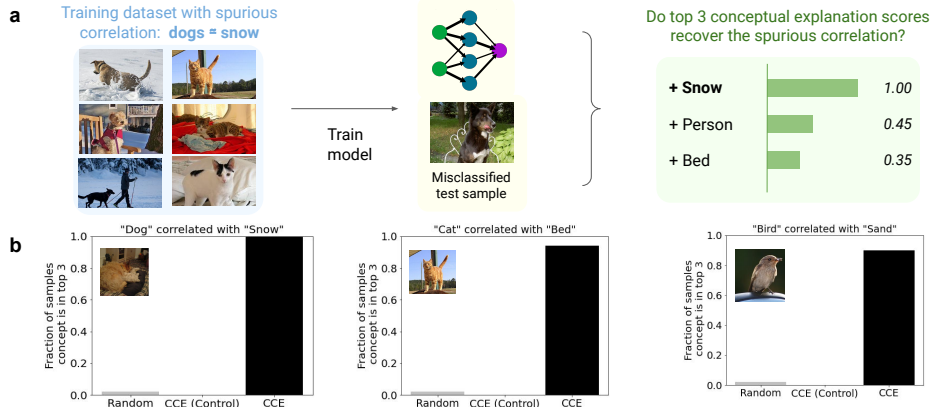 a
Training dataset with spurious
correlation: dogs ≈ snow
Train
model
Misclassified
test sample
Do top 3 conceptual explanation scores
recover the spurious correlation?
+ Snow 1.00
+ Person 0.45
+ Bed 0.35
b
"Dog" correlated with "Snow"
Fraction of samples
concept is in top 3
1.0
0.8
0.6
0.4
0.2
0.0
Random CCE (Control) CCE
"Cat" correlated with "Bed"
Fraction of samples
concept is in top 3
1.0
0.8
0.6
0.4
0.2
0.0
Random CCE (Control) CCE
"Bird" correlated with "Sand"
Fraction of samples
concept is in top 3
1.0
0.8
0.6
0.4
0.2
0.0
Random CCE (Control) CCE